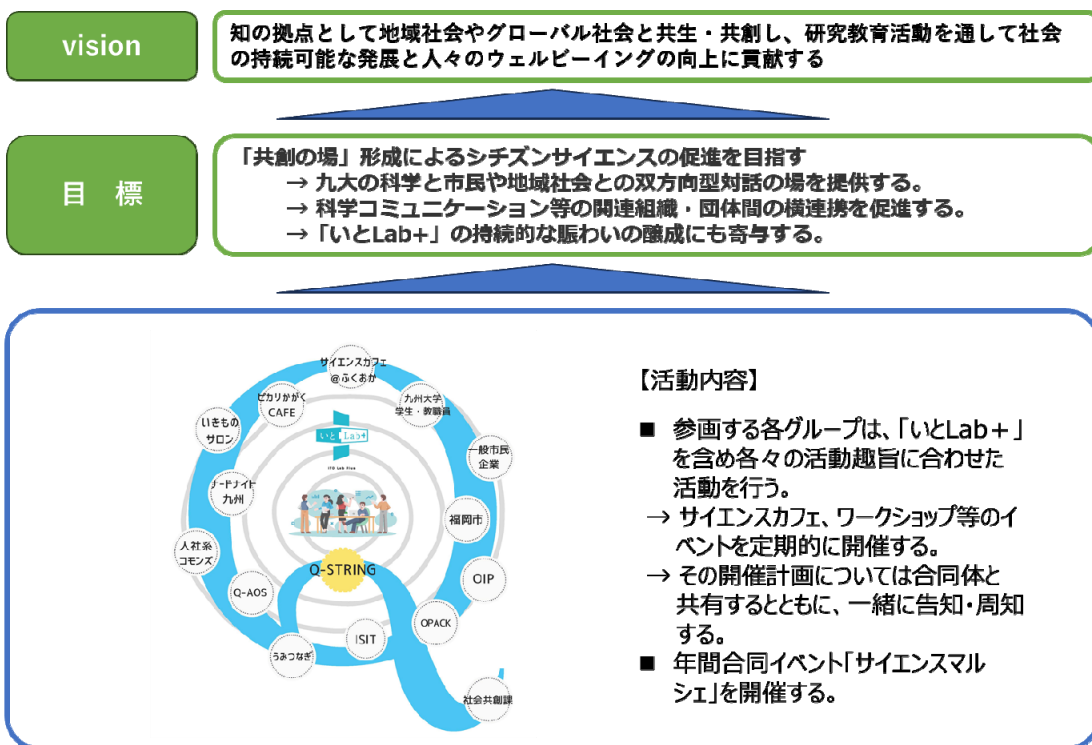 vision
知の拠点として地域社会やグローバル社会と共生・共創し、研究教育活動を通して社会
の持続可能な発展と人々のウェルビーイングの向上に貢献する
目 標
「共創の場」形成によるシチズンサイエンスの促進を目指す
→ 九大の科学と市民や地域社会との双方向型対話の場を提供する。
→ 科学コミュニケーション等の関連組織・団体間の横連携を促進する。
→ 「いとLab+」の持続的な賑わいの醸成にも寄与する。
サイエンスカフェ
@ふくおか
ピカリかがく
CAFE
九州大学
学生・教職員
いきもの
サロン
いとLab+
ITO Lab Plus
一般市民
企業
ナードナイト
九州
福岡市
人社系
コモンズ
Q-STRING
OIP
Q-AOS
OPACK
ISIT
うみつなぎ
社会共創課
【活動内容】
■ 参画する各グループは、「いとLab+」
を含め各々の活動趣旨に合わせた
活動を行う。
→ サイエンスカフェ、ワークショップ等のイ
ベントを定期的に開催する。
→ その開催計画については合同体と
共有するとともに、一緒に告知・周知
する。
■ 年間合同イベント「サイエンスマル
シェ」を開催する。